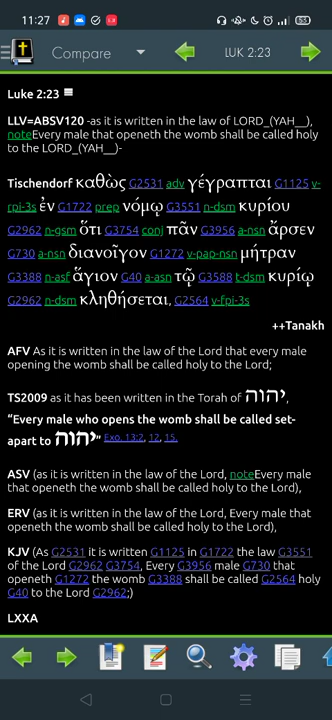 11:27
Compare
LUK 2:23
Luke 2:23
LLV=ABSV120 -as it is written in the law of LORD_(YAH__),
noteEvery male that openeth the womb shall be called holy
to the LORD_(YAH__)-
Tischendorf καθὼς G2531 adv γέγραπται G1125 v-
rpi-3s ἐν G1722 prep νόμῳ G3551 n-dsm κυρίου
G2962 n-gsm ὅτι G3754 conj πᾶν G3956 a-nsn ἄρσεν
G730 a-nsn διανοῖγον G1272 v-pap-nsn μήτραν
G3388 n-asf ἅγιον G40 a-asn τῷ G3588 t-dsm κυρίῳ
G2962 n-dsm κληθήσεται, G2564 v-fpi-3s
++Tanakh
AFV As it is written in the law of the Lord that every male
opening the womb shall be called holy to the Lord;
TS2009 as it has been written in the Torah of יהוה,
“Every male who opens the womb shall be called set-
apart to יהוה” Exo. 13:2, 12, 15.
ASV (as it is written in the law of the Lord, noteEvery male
that openeth the womb shall be called holy to the Lord),
ERV (as it is written in the law of the Lord, Every male that
openeth the womb shall be called holy to the Lord),
KJV (As G2531 it is written G1125 in G1722 the law G3551
of the Lord G2962 G3754, Every G3956 male G730 that
openeth G1272 the womb G3388 shall be called G2564 holy
G40 to the Lord G2962;)
LXXA